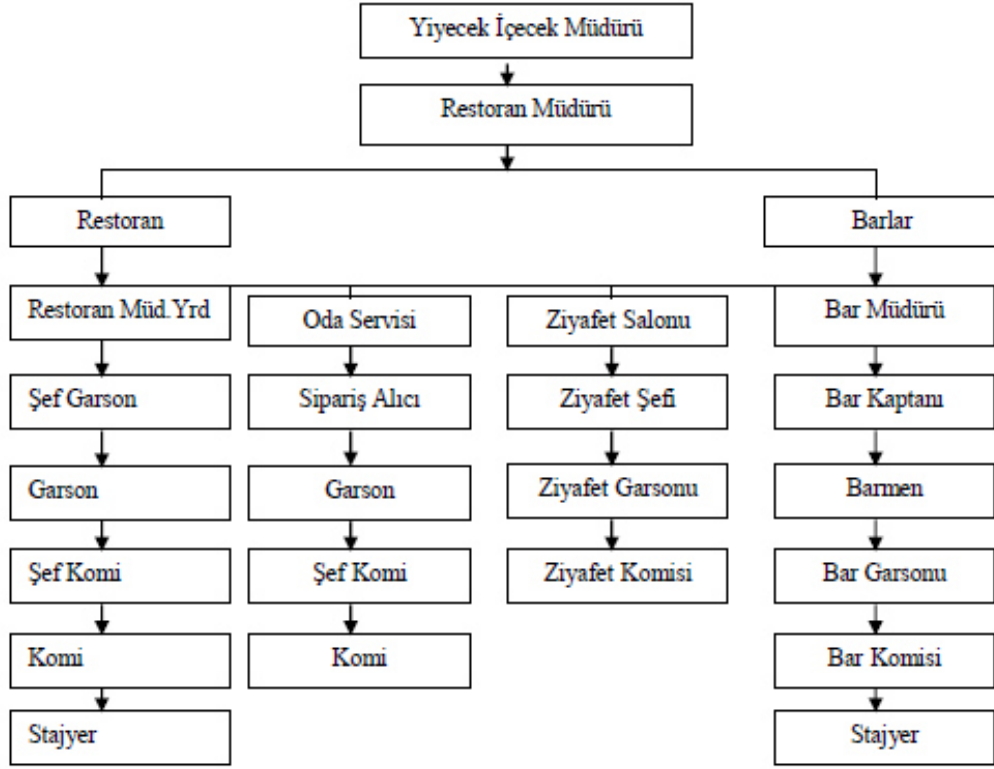 Yiyecek İçecek Müdürü
Restoran Müdürü
Restoran
Barlar
Restoran Müd.Yrd
Oda Servisi
Ziyafet Salonu
Bar Müdürü
Şef Garson
Sipariş Alıcı
Ziyafet Şefi
Bar Kaptanı
Garson
Garson
Ziyafet Garsonu
Barmen
Şef Komi
Şef Komi
Ziyafet Komisi
Bar Garsonu
Komi
Komi
Bar Komisi
Stajyer
Stajyer